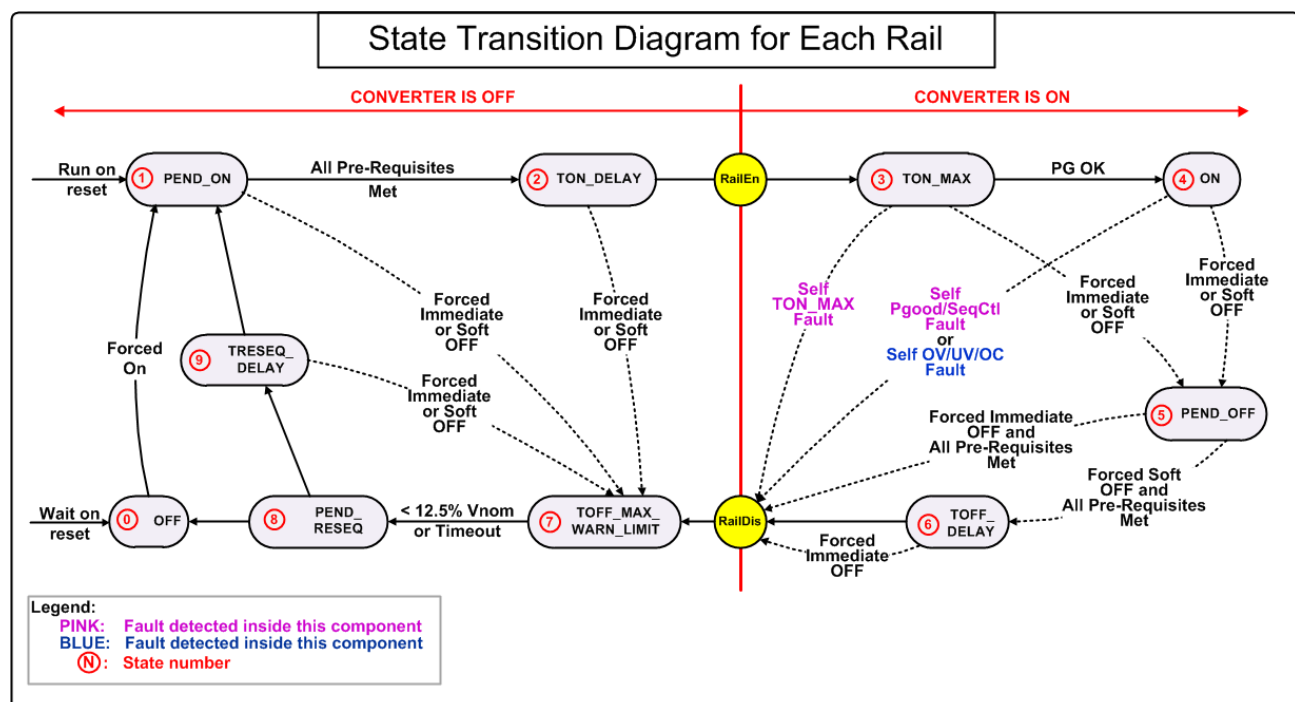 State Transition Diagram for Each Rail
CONVERTER IS OFF
CONVERTER IS ON
Run on
reset
1
PEND_ON
All Pre-Requisites
Met
2
TON_DELAY
RailEn
3
TON_MAX
PG OK
4
ON
Forced
On
9
TRESEQ_
DELAY
Forced
Immediate
or Soft
OFF
Forced
Immediate
or Soft
OFF
Forced
Immediate
or Soft
OFF
Self
TON_MAX
Fault
Self
Pgood/SeqCtl
Fault
or
Self OV/UV/OC
Fault
Forced
Immediate
or Soft
OFF
Forced
Immediate
or Soft
OFF
5
PEND_OFF
Forced Immediate
OFF and
All Pre-Requisites
Met
Forced Soft
OFF and
All Pre-Requisites
Met
Wait on
reset
0
OFF
8
PEND_
RESEQ
< 12.5% Vnom
or Timeout
7
TOFF_MAX_
WARN_LIMIT
RailDis
Forced
Immediate
OFF
6
TOFF_
DELAY
Legend:
PINK: Fault detected inside this component
BLUE: Fault detected inside this component
N : State number